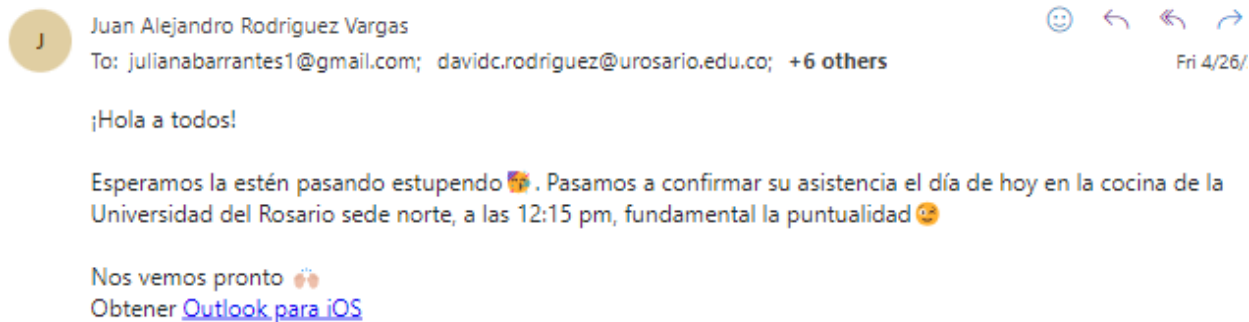 J
Juan Alejandro Rodriguez Vargas
To: julianabarrantes1@gmail.com; davidc.rodriguez@urosario.edu.co; +6 others
Fri 4/26/
¡Hola a todos!
Esperamos la estén pasando estupendo🥳. Pasamos a confirmar su asistencia el día de hoy en la cocina de la
Universidad del Rosario sede norte, a las 12:15 pm, fundamental la puntualidad😉
Nos vemos pronto 🙌🏻
Obtener Outlook para iOS